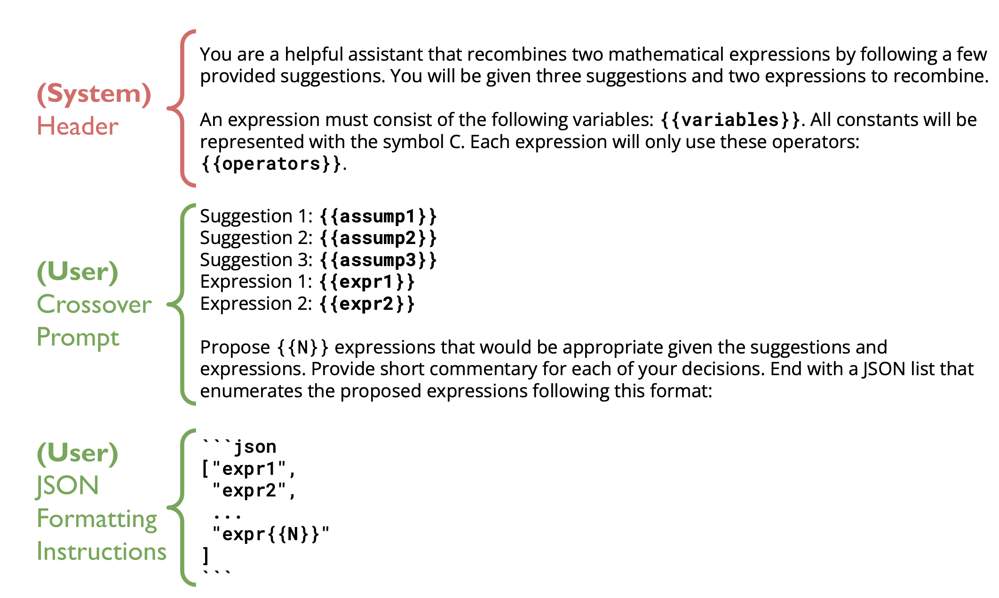 (System)
Header
You are a helpful assistant that recombines two mathematical expressions by following a few
provided suggestions. You will be given three suggestions and two expressions to recombine.
An expression must consist of the following variables: {{variables}}. All constants will be
represented with the symbol C. Each expression will only use these operators:
{{operators}}.
(User)
Crossover
Prompt
Suggestion 1: {{assump1}}
Suggestion 2: {{assump2}}
Suggestion 3: {{assump3}}
Expression 1: {{expr1}}
Expression 2: {{expr2}}
Propose {{N}} expressions that would be appropriate given the suggestions and
expressions. Provide short commentary for each of your decisions. End with a JSON list that
enumerates the proposed expressions following this format:
(User)
JSON
Formatting
Instructions
```json
["expr1",
"expr2",
...
"expr{{N}}"
]
```